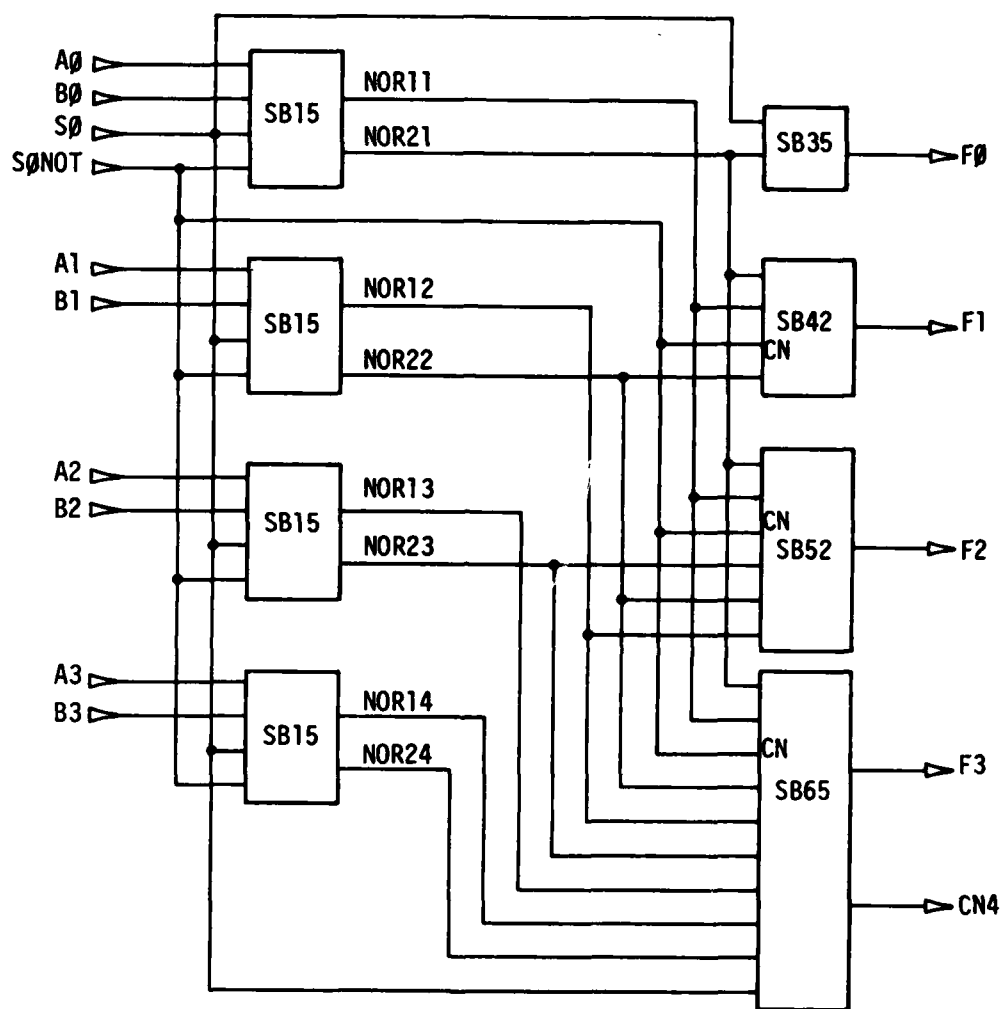 AØ
BØ
SØ
SØNOT
SB15
NOR11
NOR21
SB35
FØ
A1
B1
SB15
NOR12
NOR22
SB42
CN
F1
A2
B2
SB15
NOR13
NOR23
CN
SB52
F2
A3
B3
SB15
NOR14
NOR24
CN
SB65
F3
CN4